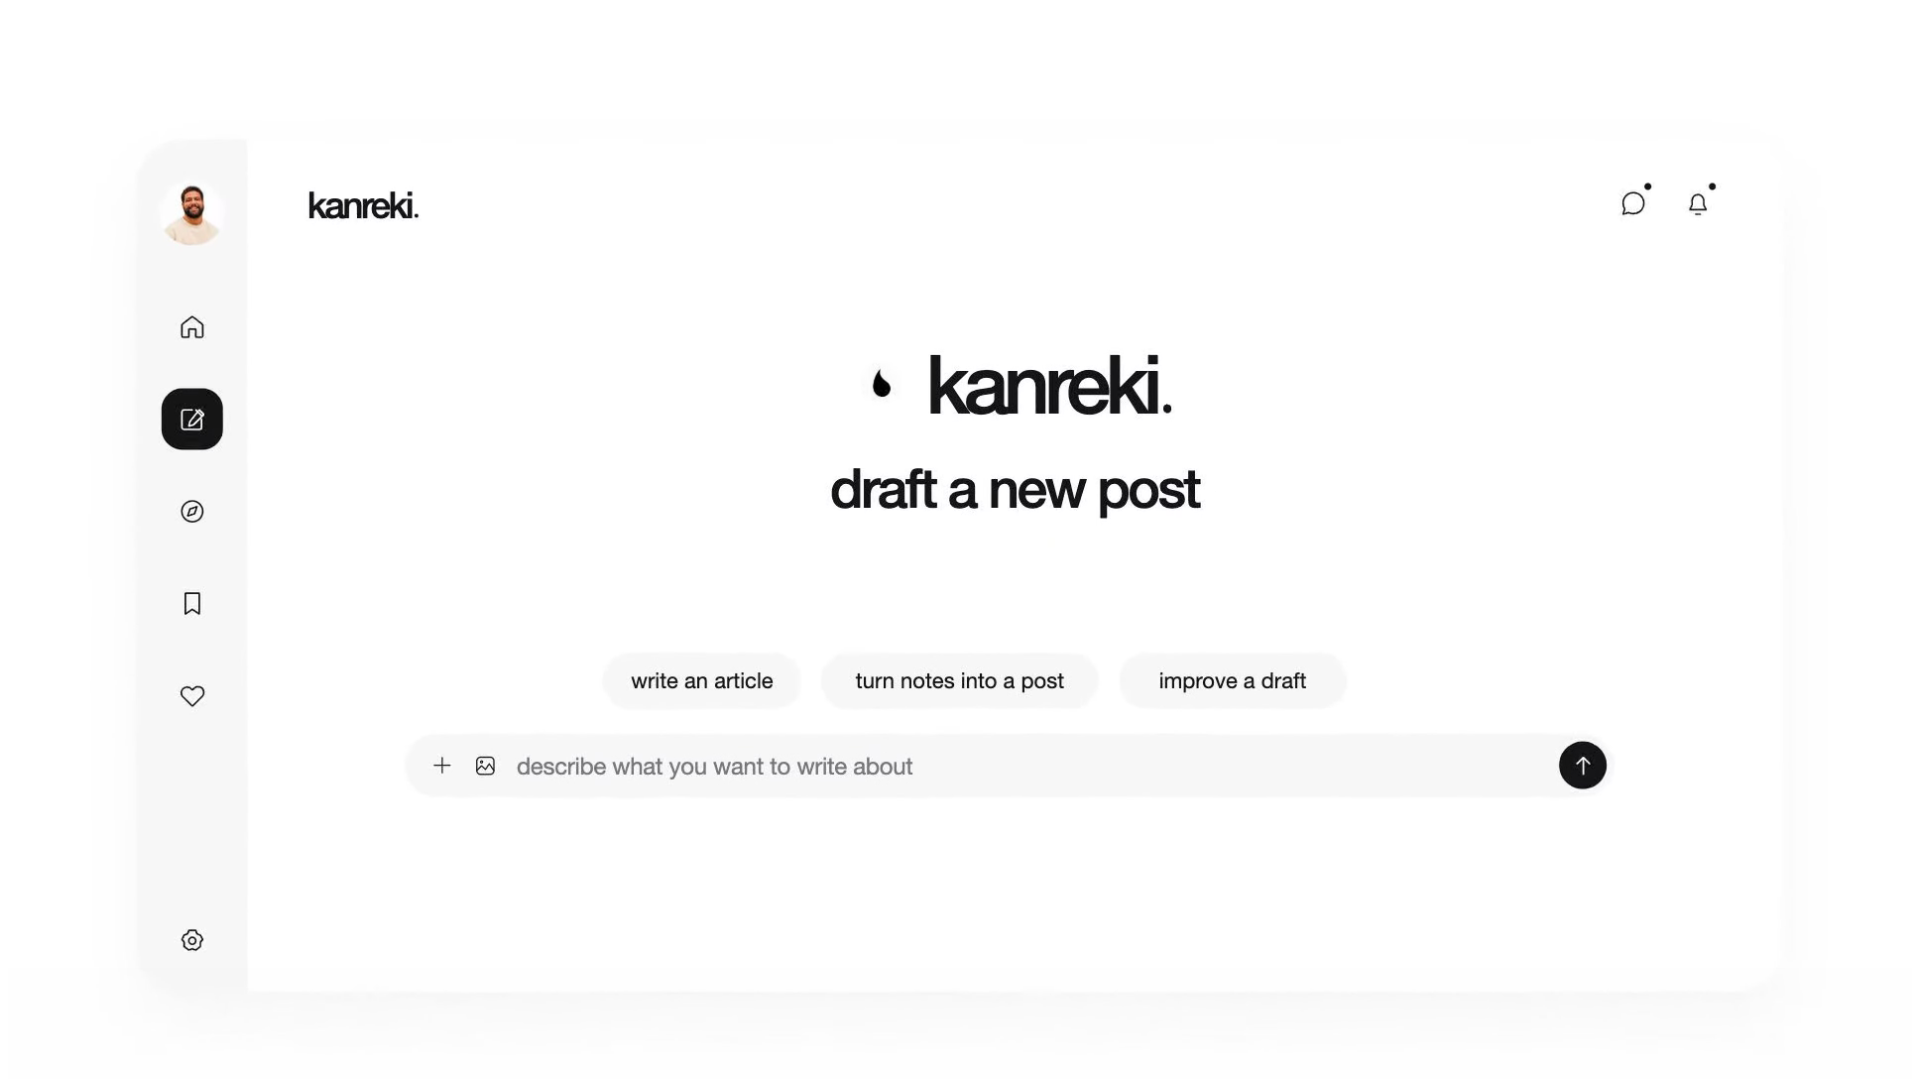 kanreki.
kanreki.
draft a new post
write an article
turn notes into a post
improve a draft
describe what you want to write about